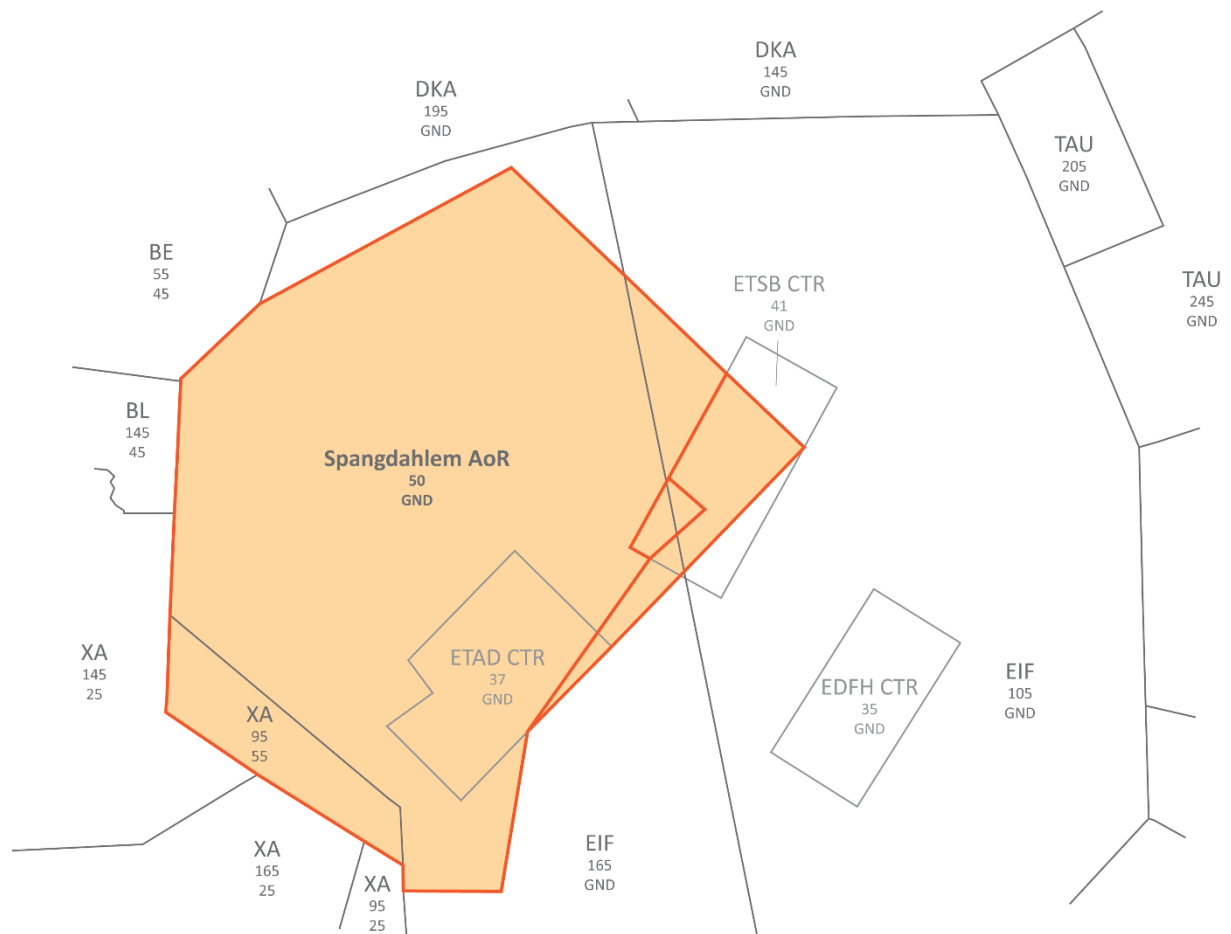 DKA
145
GND
DKA
195
GND
TAU
205
GND
BE
55
45
ETSB CTR
41
GND
TAU
245
GND
BL
145
45
Spangdahlem AoR
50
GND
XA
145
25
ETAD CTR
37
GND
EDFH CTR
35
GND
EIF
105
GND
XA
95
55
XA
165
25
XA
95
25
EIF
165
GND